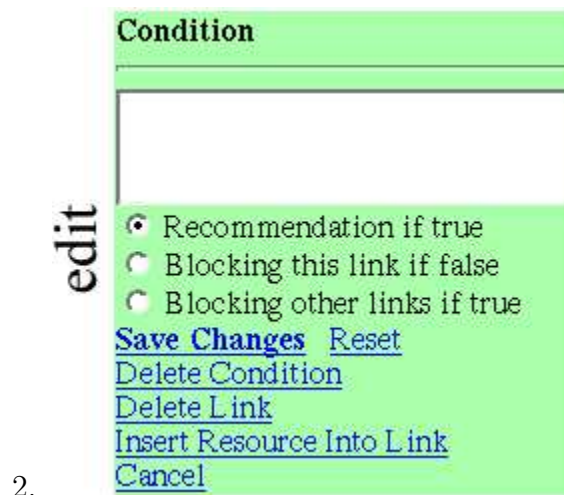 Condition
edit
Recommendation if true
Blocking this link if false
Blocking other links if true
Save Changes Reset
Delete Condition
Delete Link
Insert Resource Into Link
2. Cancel